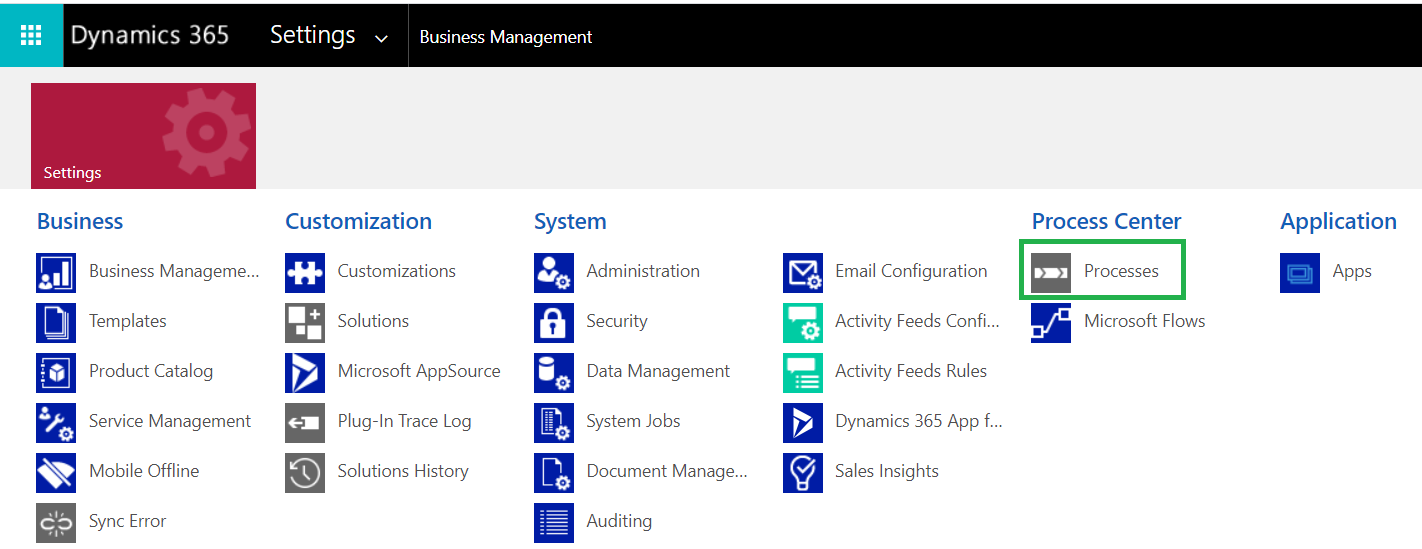 Dynamics 365 Settings Business Management
Settings
Business Customization System Process Center Application
Business Manageme... Customizations Administration Email Configuration Processes Apps
Templates Solutions Security Activity Feeds Confi... Microsoft Flows
Product Catalog Microsoft AppSource Data Management Activity Feeds Rules
Service Management Plug-In Trace Log System Jobs Dynamics 365 App f...
Mobile Offline Solutions History Document Manage... Sales Insights
Sync Error Auditing